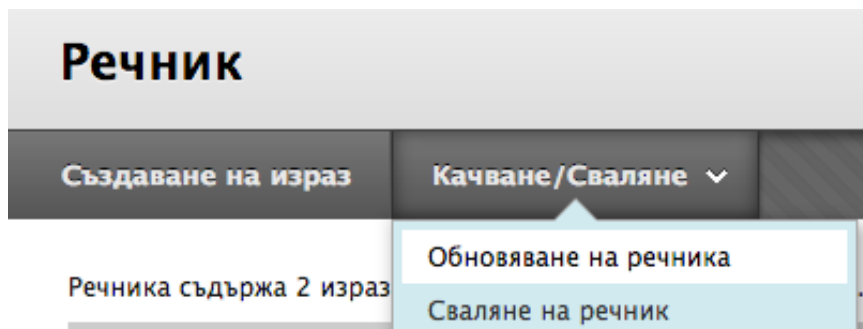 Речник
Създаване на израз
Качване/Сваляне
Обновяване на речника
Речника съдържа 2 израз
Сваляне на речник